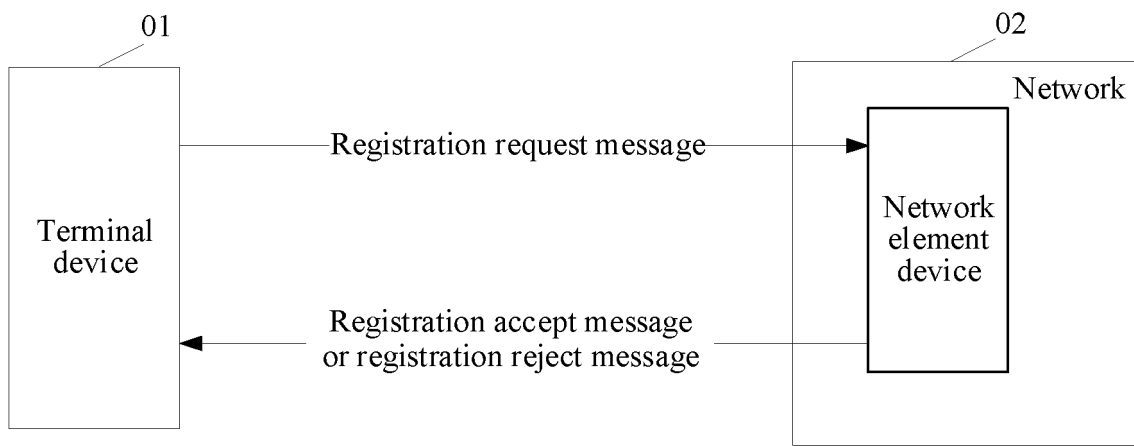 01
02
Network
Registration request message
Terminal
device
Network
element
device
Registration accept message
or registration reject message